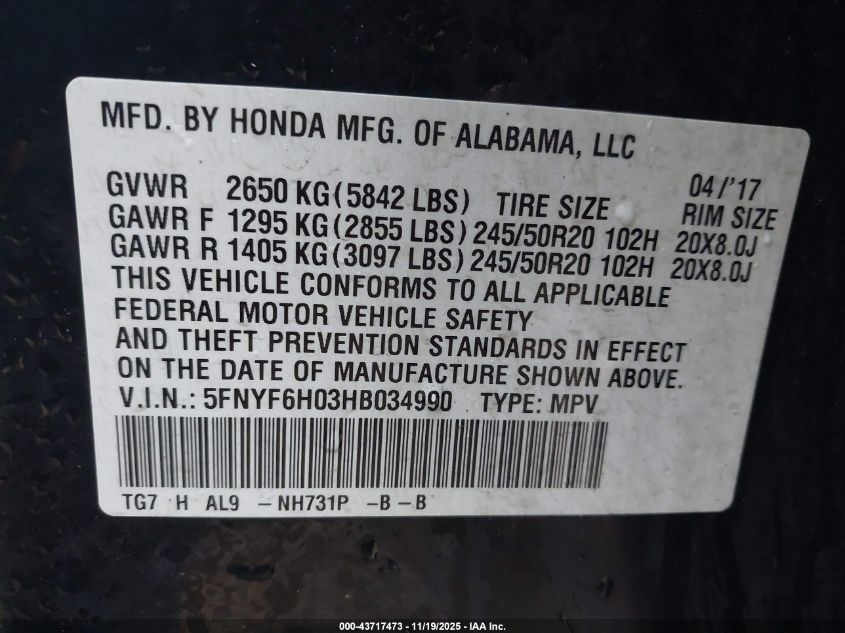 MFD. BY HONDA MFG. OF ALABAMA, LLC
04/'17
GVWR 2650 KG(5842 LBS) TIRE SIZE RIM SIZE
GAWR F 1295 KG(2855 LBS) 245/50R20 102H 20X8.0J
GAWR R 1405 KG(3097 LBS) 245/50R20 102H 20X8.0J
THIS VEHICLE CONFORMS TO ALL APPLICABLE
FEDERAL MOTOR VEHICLE SAFETY
AND THEFT PREVENTION STANDARDS IN EFFECT
ON THE DATE OF MANUFACTURE SHOWN ABOVE.
V.I.N.: 5FNYF6H03HB034990 TYPE: MPV
TG7 H AL9 -NH731P -B-B
000-43717473 - 11/19/2025 - IAA Inc.